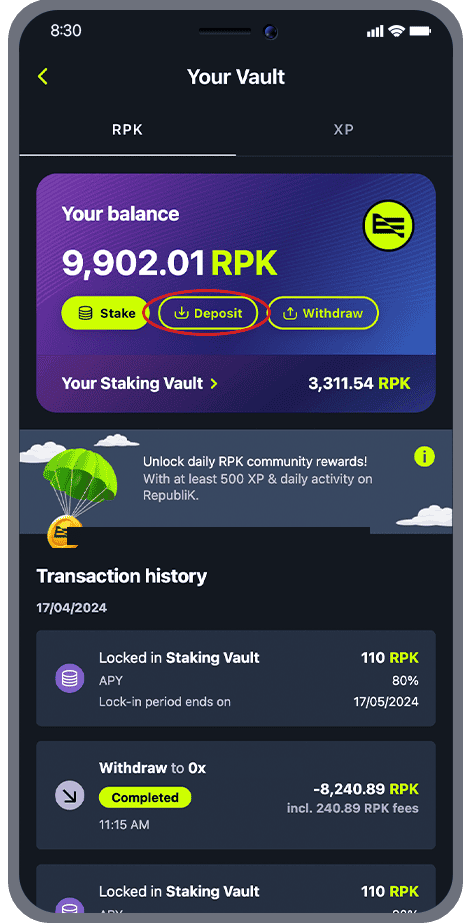 8:30
Your Vault
RPK XP
Your balance
9,902.01 RPK
Stake Deposit Withdraw
Your Staking Vault > 3,311.54 RPK
Unlock daily RPK community rewards!
With at least 500 XP & daily activity on
RepubliK.
Transaction history
17/04/2024
Locked in Staking Vault 110 RPK
APY 80%
Lock-in period ends on 17/05/2024
Withdraw to 0x
-8,240.89 RPK
Completed
incl. 240.89 RPK fees
11:15 AM
Locked in Staking Vault 110 RPK